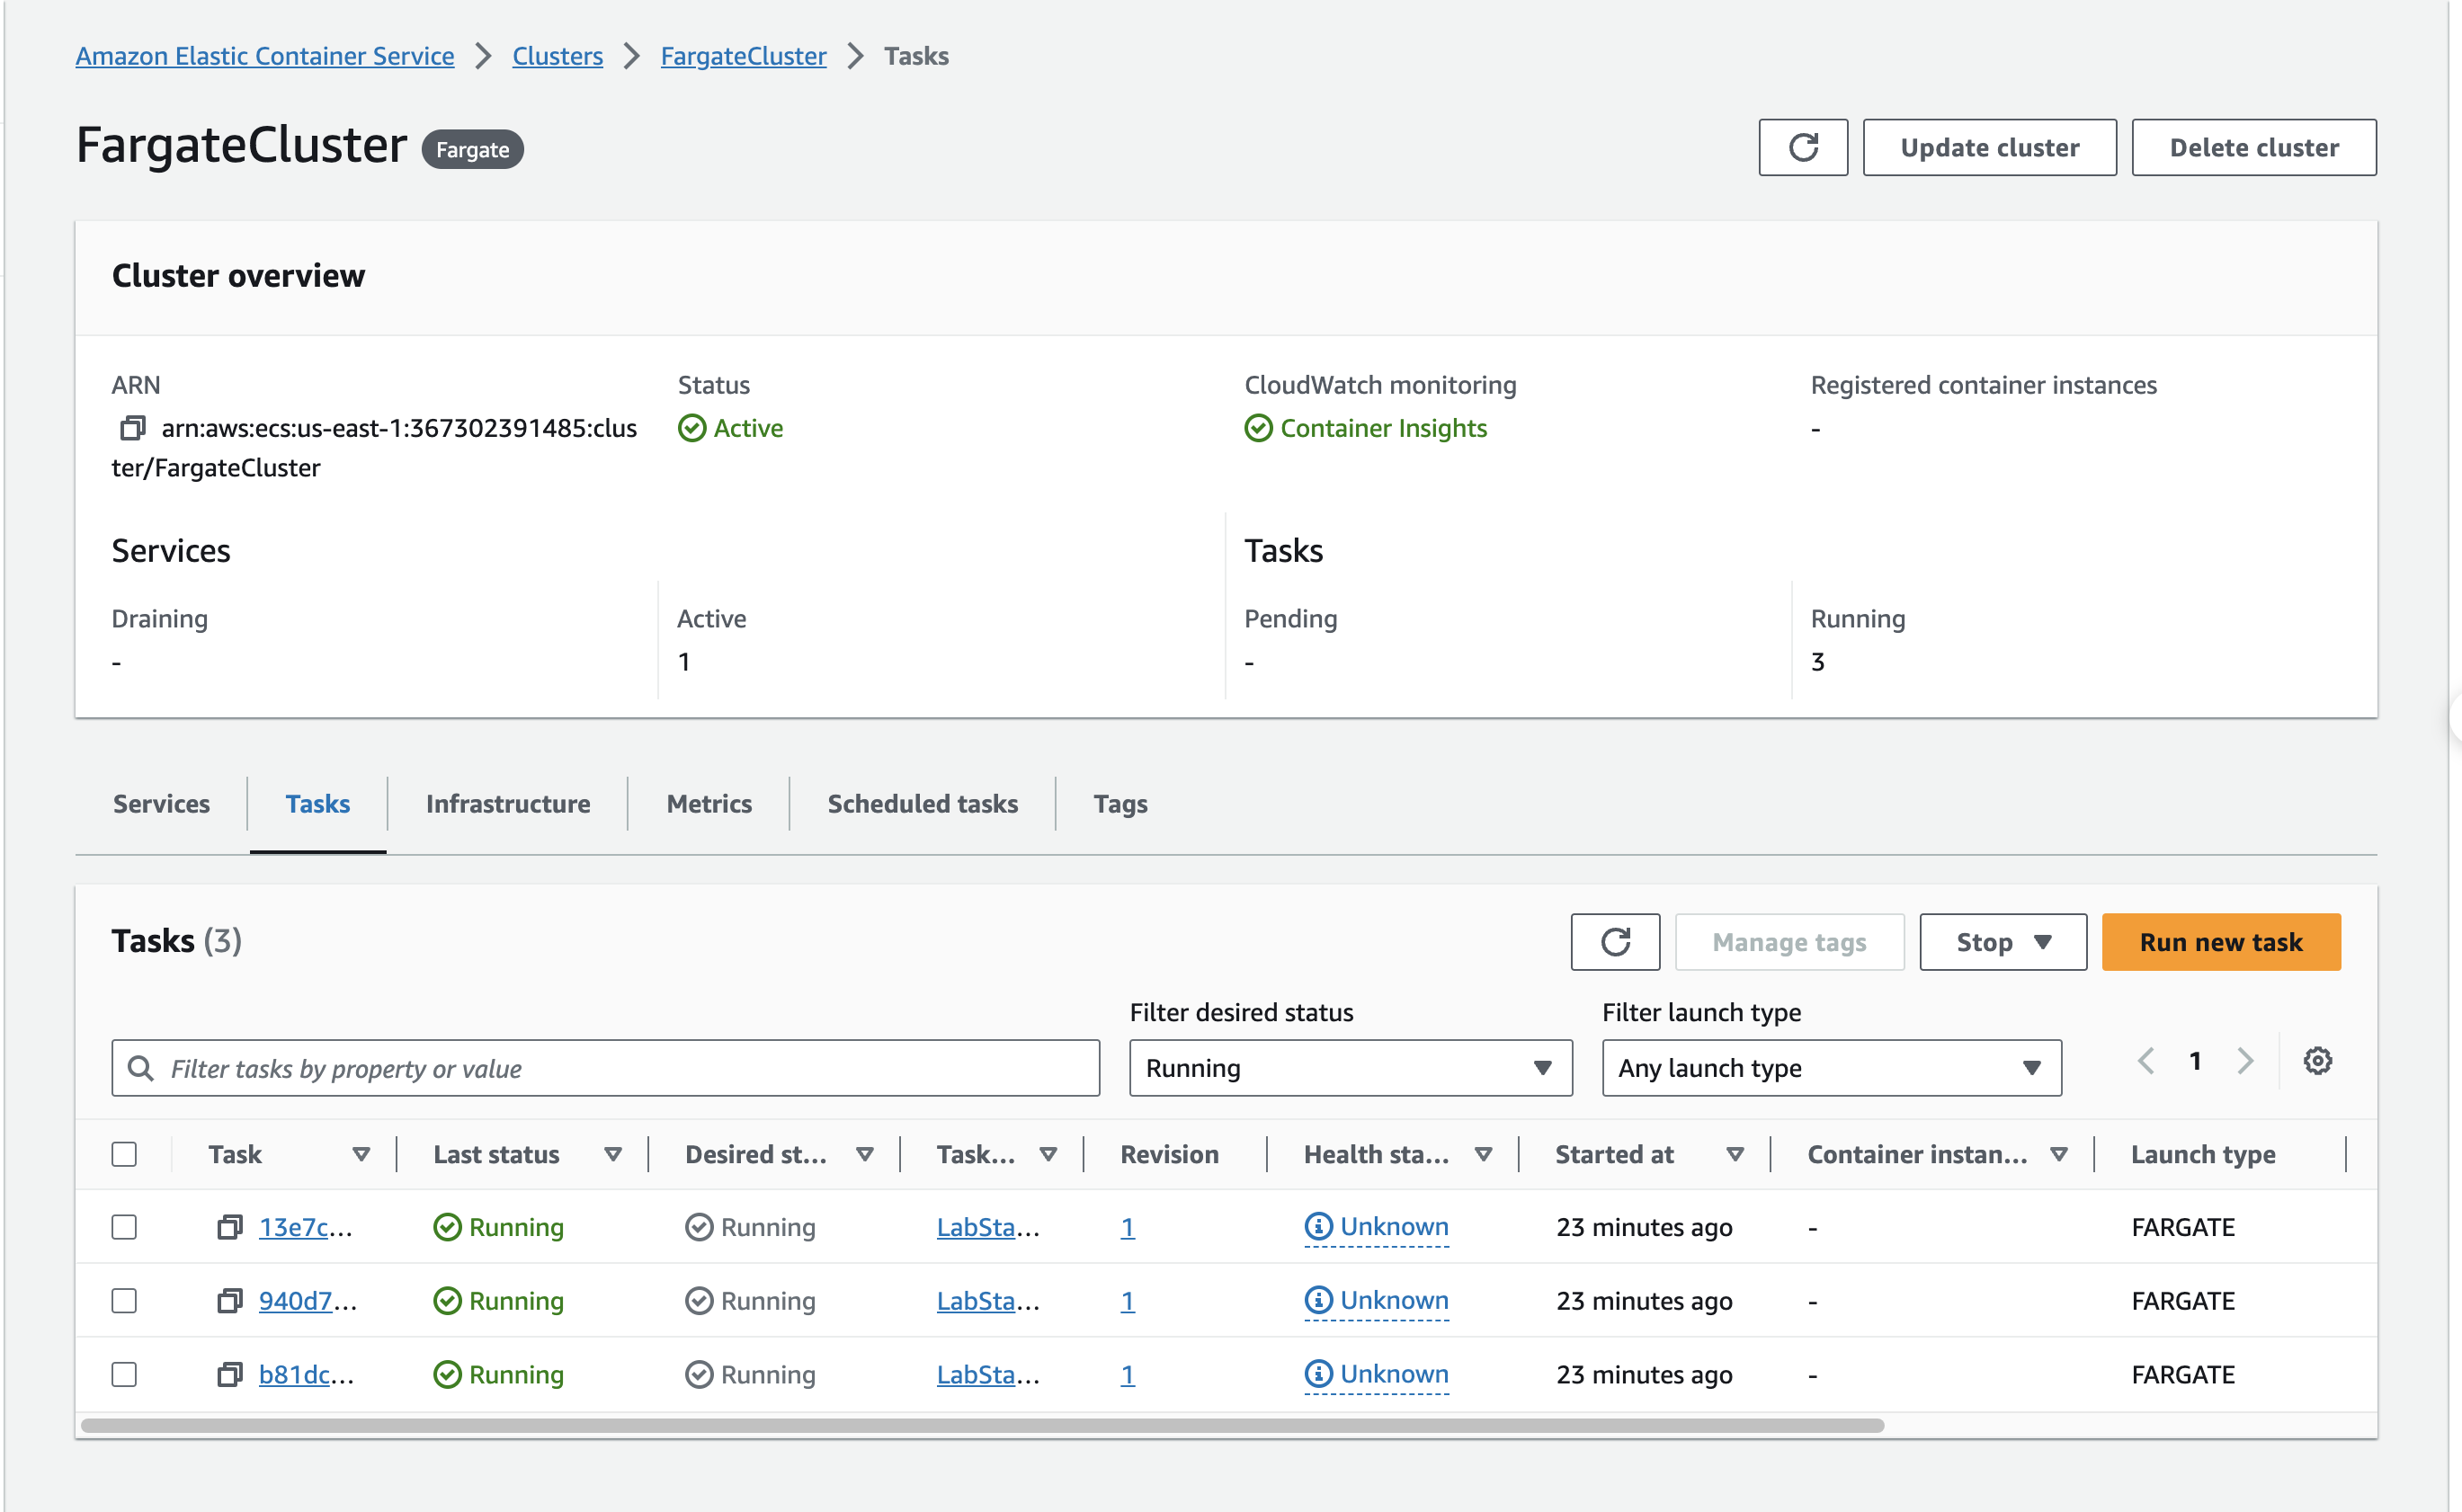 Amazon Elastic Container Service > Clusters > FargateCluster > Tasks
FargateCluster Fargate
Update cluster Delete cluster
Cluster overview
ARN Status CloudWatch monitoring Registered container instances
arn:aws:ecs:us-east-1:367302391485:clus Active Container Insights -
ter/FargateCluster
Services Tasks
Draining Active Pending Running
- 1 - 3
Services Tasks Infrastructure Metrics Scheduled tasks Tags
Tasks (3) Manage tags Stop Run new task
Filter desired status Filter launch type
Filter tasks by property or value Running Any launch type 1
Task Last status Desired st... Task... Revision Health sta... Started at Container instan... Launch type
13e7c... Running Running LabSta... 1 Unknown 23 minutes ago - FARGATE
940d7... Running Running LabSta... 1 Unknown 23 minutes ago - FARGATE
b81dc... Running Running LabSta... 1 Unknown 23 minutes ago - FARGATE